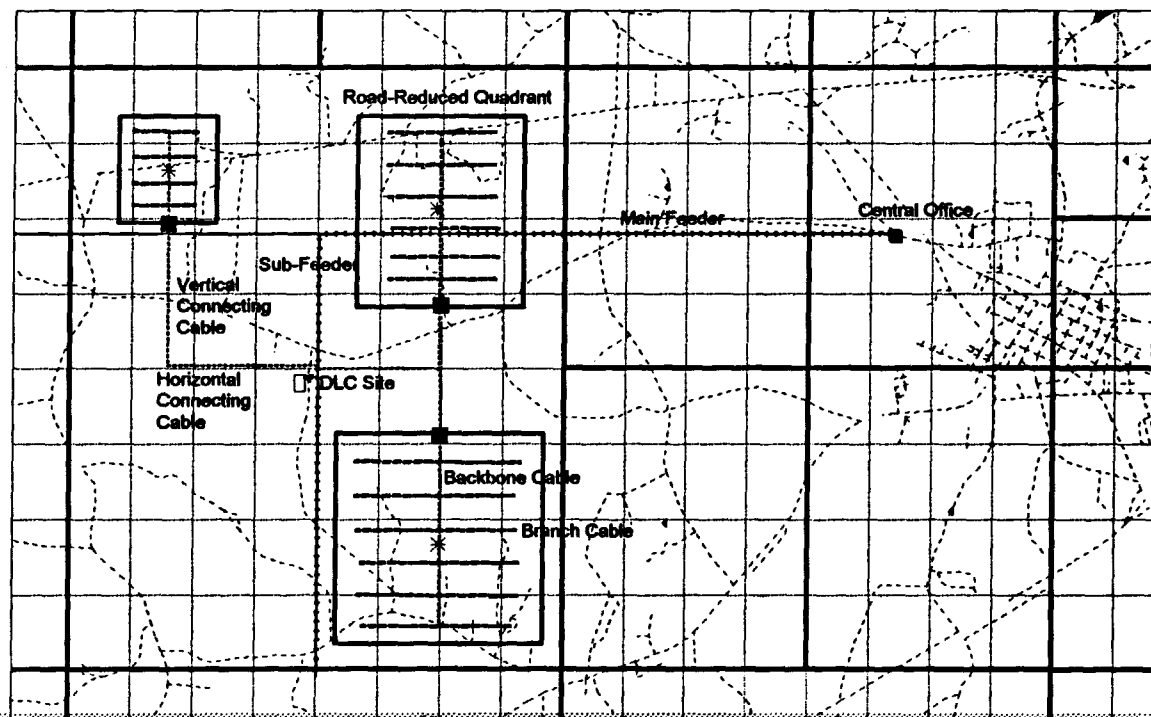 Road-Reduced Quadrant
Main Feeder
Central Office
Sub-Feeder
Vertical
Connecting
Cable
DLC Site
Horizontal
Connecting
Cable
Backbone Cable
Branch Cable